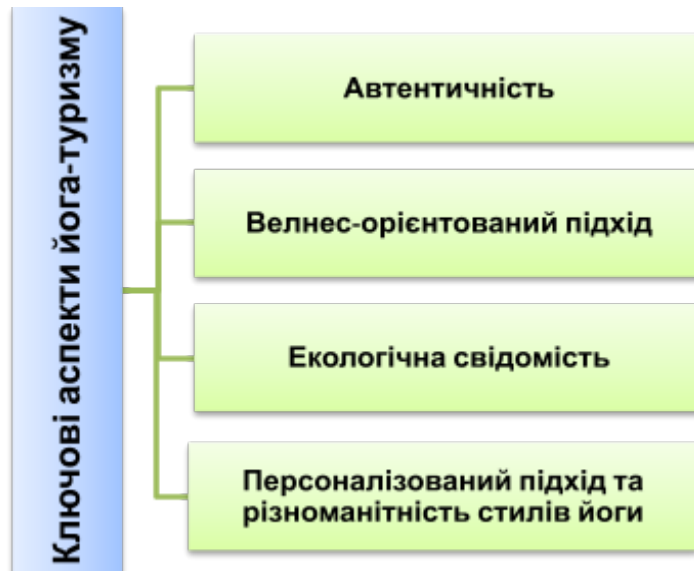 Ключові аспекти йога-туризму
Автентичність
Велнес-орієнтований підхід
Екологічна свідомість
Персоналізований підхід та
різноманітність стилів йоги